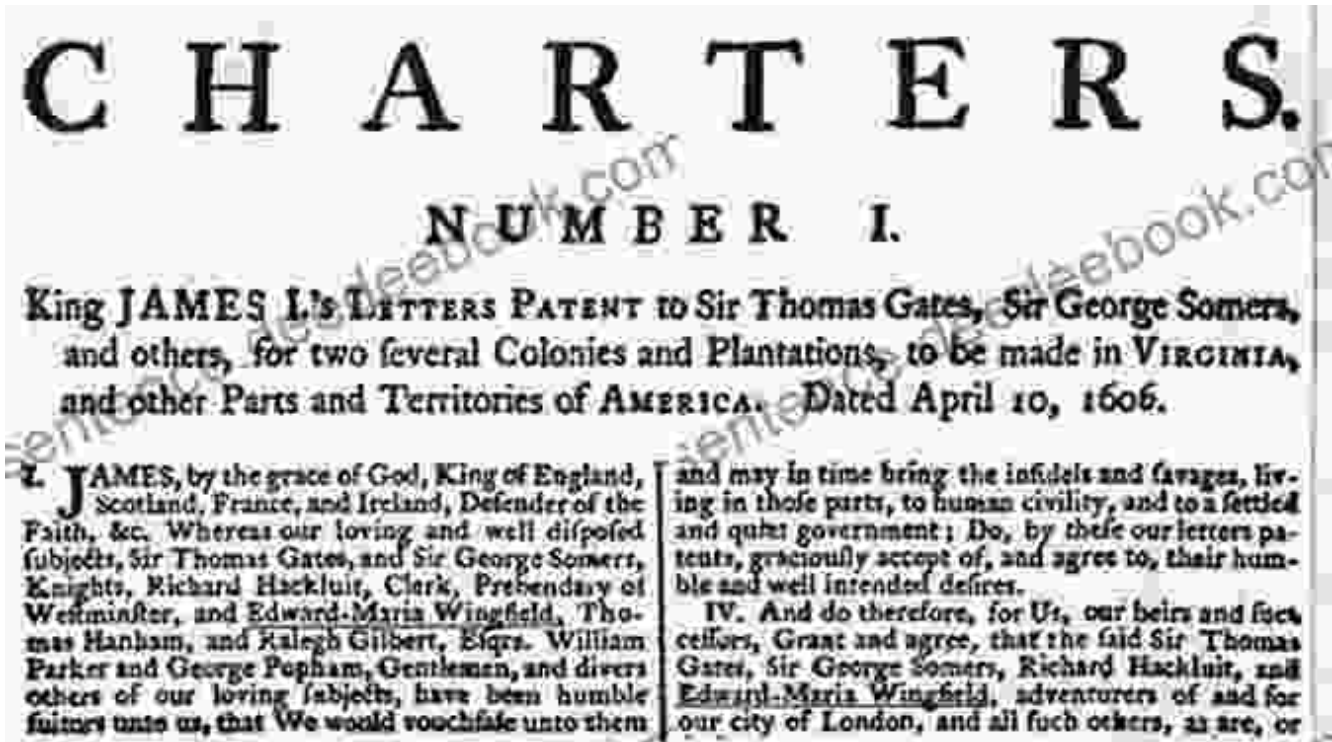 CHARTERS.
NUMBER I.
King JAMES I.'s LETTERS PATENT to Sir Thomas Gates, Sir George Somers,
and others, for two ſeveral Colonies and Plantations, to be made in VIRGINIA,
and other Parts and Territories of AMERICA. Dated April 10, 1606.
I. JAMES, by the grace of God, King of England,
Scotland, France, and Ireland, Defender of the
Faith, &c. Whereas our loving and well diſpoſed
ſubjects, Sir Thomas Gates, and Sir George Somers,
Knights, Richard Hackluit, Clerk, Prebendary of
Weſtminſter, and Edward-Maria Wingfield, Tho-
mas Hanham, and Ralegh Gilbert, Eſqrs. William
Parker and George Popham, Gentlemen, and divers
others of our loving ſubjects, have been humble
ſuitors unto us, that We would vouchſafe unto them
and may in time bring the infidels and ſavages, liv-
ing in thoſe parts, to human civility, and to a ſettled
and quiet government; Do, by theſe our letters pa-
tents, graciouſly accept of, and agree to, their hum-
ble and well intended deſires.
IV. And do therefore, for Us, our heirs and ſuc-
ceſſors, Grant and agree, that the ſaid Sir Thomas
Gates, Sir George Somers, Richard Hackluit, and
Edward-Maria Wingfield, adventurers of and for
our city of London, and all ſuch others, as are, or
deebook.com
deebook.com